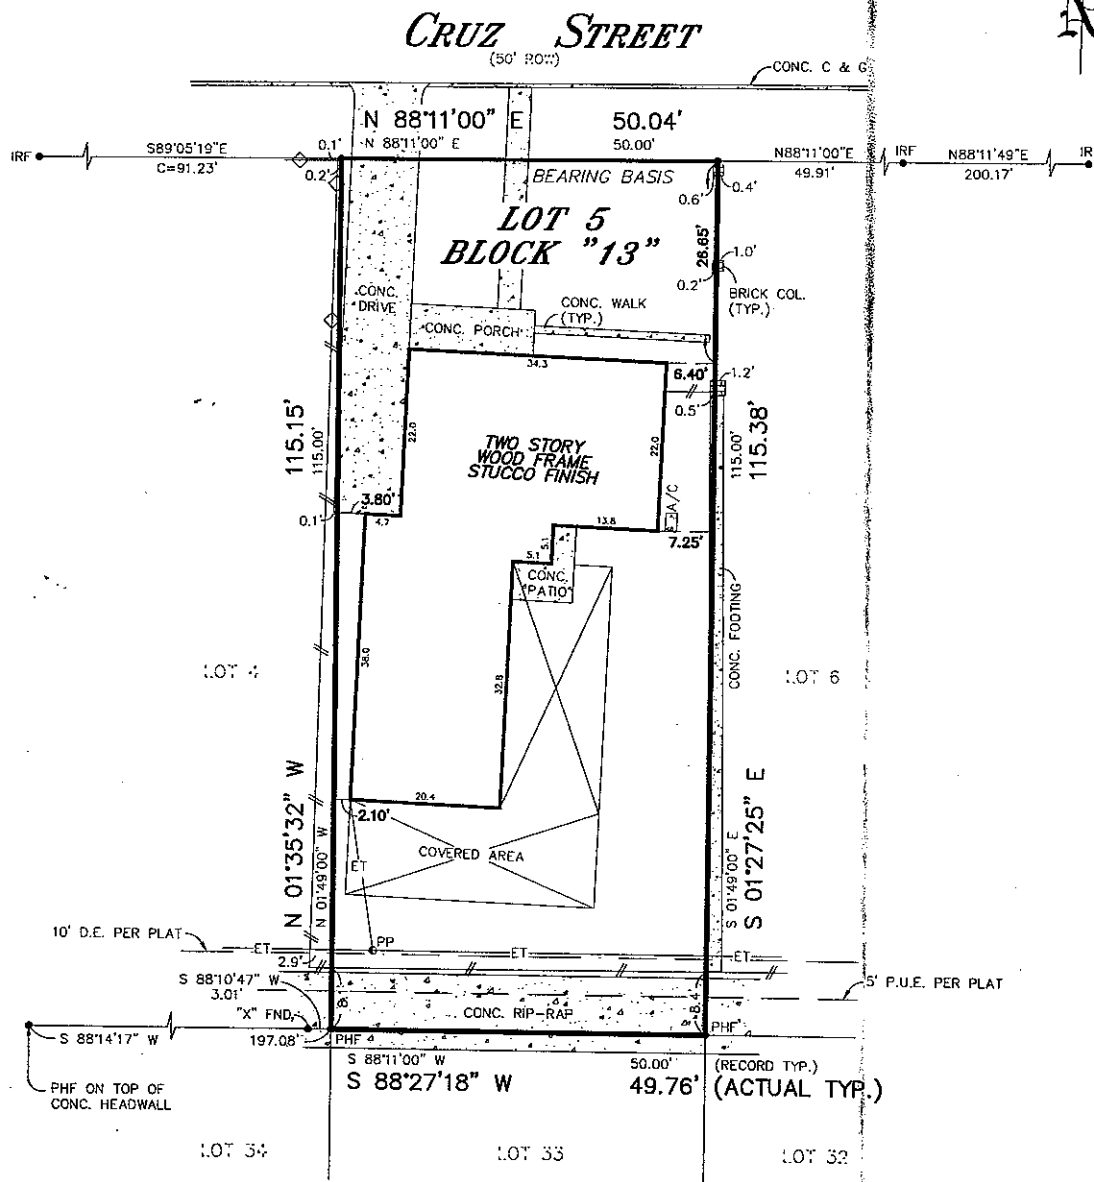 CRUZ STREET
(50' ROW)
CONC. C & G
N 88°11'00" E 50.04'
N 88°11'00" E 50.00'
S89°05'19"E
C=91.23'
IRF
0.1'
0.2'
BEARING BASIS
N88°11'00"E
49.91'
IRF
N88°11'49"E
200.17'
0.6'
0.4'
LOT 5
BLOCK "13"
26.65'
1.0'
0.2'
BRICK COL.
(TYP.)
CONC.
DRIVE
CONC. WALK
(TYP.)
CONC. PORCH
34.3
6.40'
1.2'
0.5'
115.15'
115.00'
22.0
TWO STORY
WOOD FRAME
STUCCO FINISH
22.0
115.00'
115.38'
3.80'
4.7
0.1'
A/C
13.8
7.25'
5.1
5.1
CONC.
PATIO
CONC. FOOTING
LOT 4
38.0
32.8
LOT 6
20.4
2.10'
COVERED AREA
ET
N 01°35'32" W
N 01°49'00" W
S 01°49'00" E
S 01°27'25" E
10' D.E. PER PLAT
ET
PP
ET
ET
2.9'
S 88°10'47" W
3.01'
5' P.U.E. PER PLAT
"X" FND.
8.4'
CONC. RIP-RAP
S 88°14'17" W
197.08'
PHF
PHF
S 88°11'00" W 50.00' (RECORD TYP.)
S 88°27'18" W 49.76' (ACTUAL TYP.)
PHF ON TOP OF
CONC. HEADWALL
LOT 34
LOT 33
LOT 32